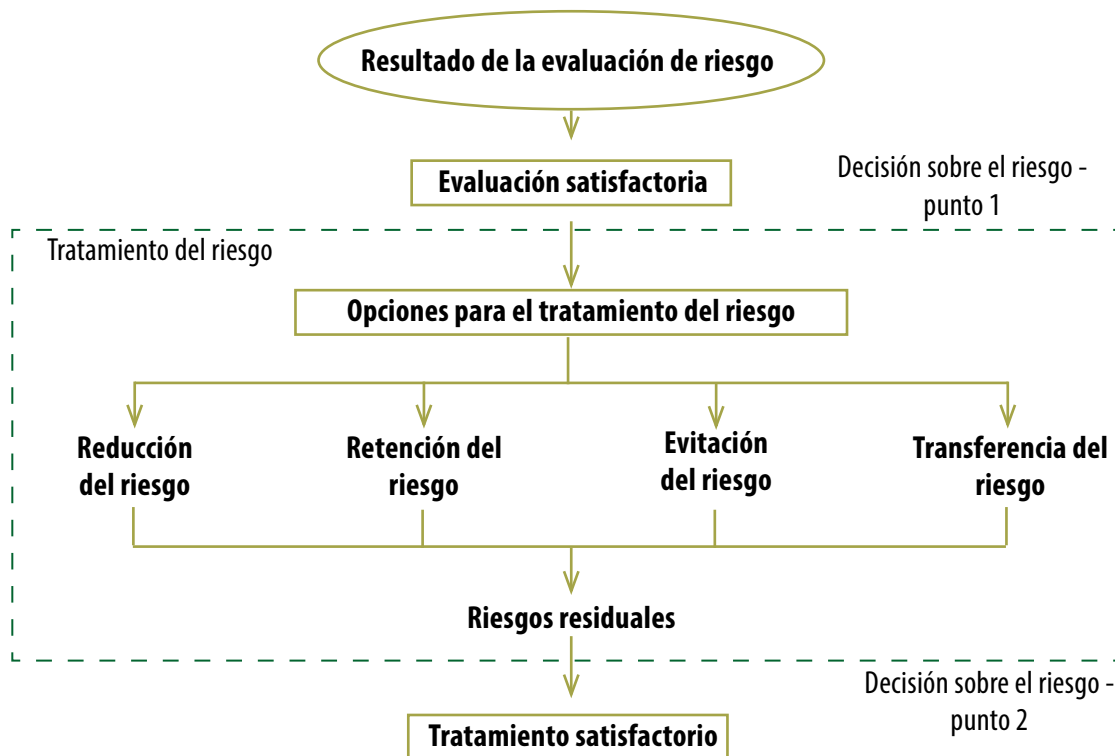 Resultado de la evaluación de riesgo
Evaluación satisfactoria
Decisión sobre el riesgo -
punto 1
Tratamiento del riesgo
Opciones para el tratamiento del riesgo
Reducción
del riesgo
Retención del
riesgo
Evitación
del riesgo
Transferencia del
riesgo
Riesgos residuales
Decisión sobre el riesgo -
punto 2
Tratamiento satisfactorio